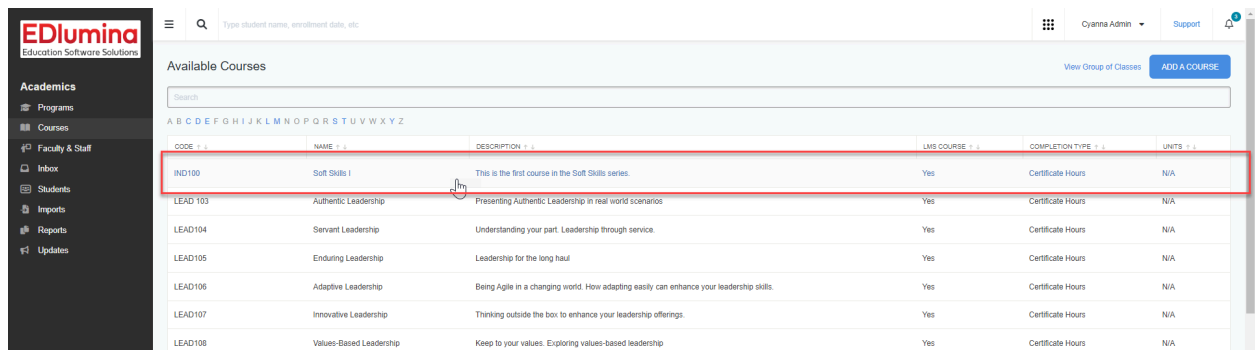 EDlumina
Education Software Solutions
Type student name, enrollment date, etc
Cyanna Admin
Support
3
Academics
Programs
Courses
Faculty & Staff
Inbox
Students
Imports
Reports
Updates
Available Courses
View Group of Classes
ADD A COURSE
Search
A B C D E F G H I J K L M N O P Q R S T U V W X Y Z
CODE ↑ ↓ NAME ↑ ↓ DESCRIPTION ↑ ↓ LMS COURSE ↑ ↓ COMPLETION TYPE ↑ ↓ UNITS ↑ ↓
IND100 Soft Skills I This is the first course in the Soft Skills series. Yes Certificate Hours N/A
LEAD 103 Authentic Leadership Presenting Authentic Leadership in real world scenarios Yes Certificate Hours N/A
LEAD104 Servant Leadership Understanding your part. Leadership through service. Yes Certificate Hours N/A
LEAD105 Enduring Leadership Leadership for the long haul Yes Certificate Hours N/A
LEAD106 Adaptive Leadership Being Agile in a changing world. How adapting easily can enhance your leadership skills. Yes Certificate Hours N/A
LEAD107 Innovative Leadership Thinking outside the box to enhance your leadership offerings. Yes Certificate Hours N/A
LEAD108 Values-Based Leadership Keep to your values. Exploring values-based leadership Yes Certificate Hours N/A